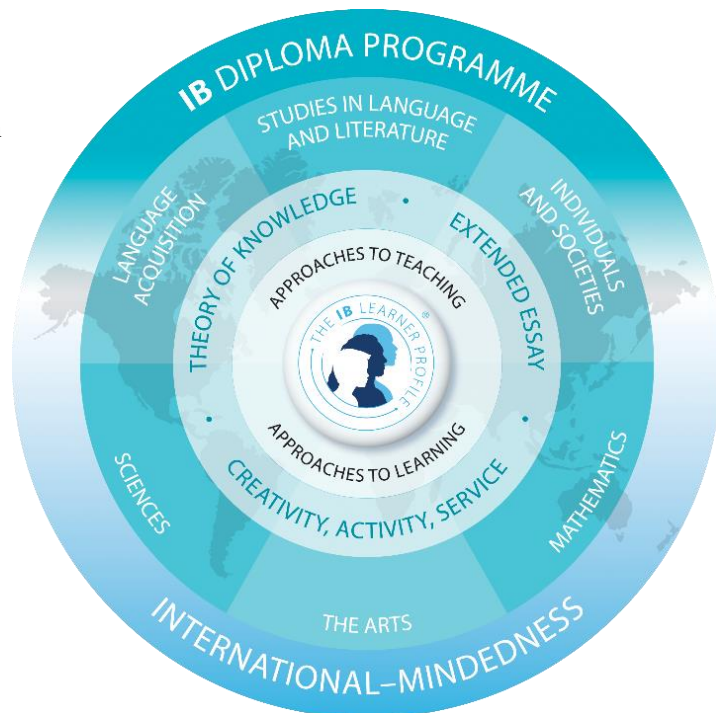 IB DIPLOMA PROGRAMME
STUDIES IN LANGUAGE
AND LITERATURE
LANGUAGE
ACQUISITION
INDIVIDUALS
AND SOCIETIES
THEORY OF KNOWLEDGE
•
EXTENDED ESSAY
APPROACHES TO TEACHING
THE IB LEARNER PROFILE
®
APPROACHES TO LEARNING
•
CREATIVITY, ACTIVITY, SERVICE
•
SCIENCES
MATHEMATICS
THE ARTS
INTERNATIONAL–MINDEDNESS